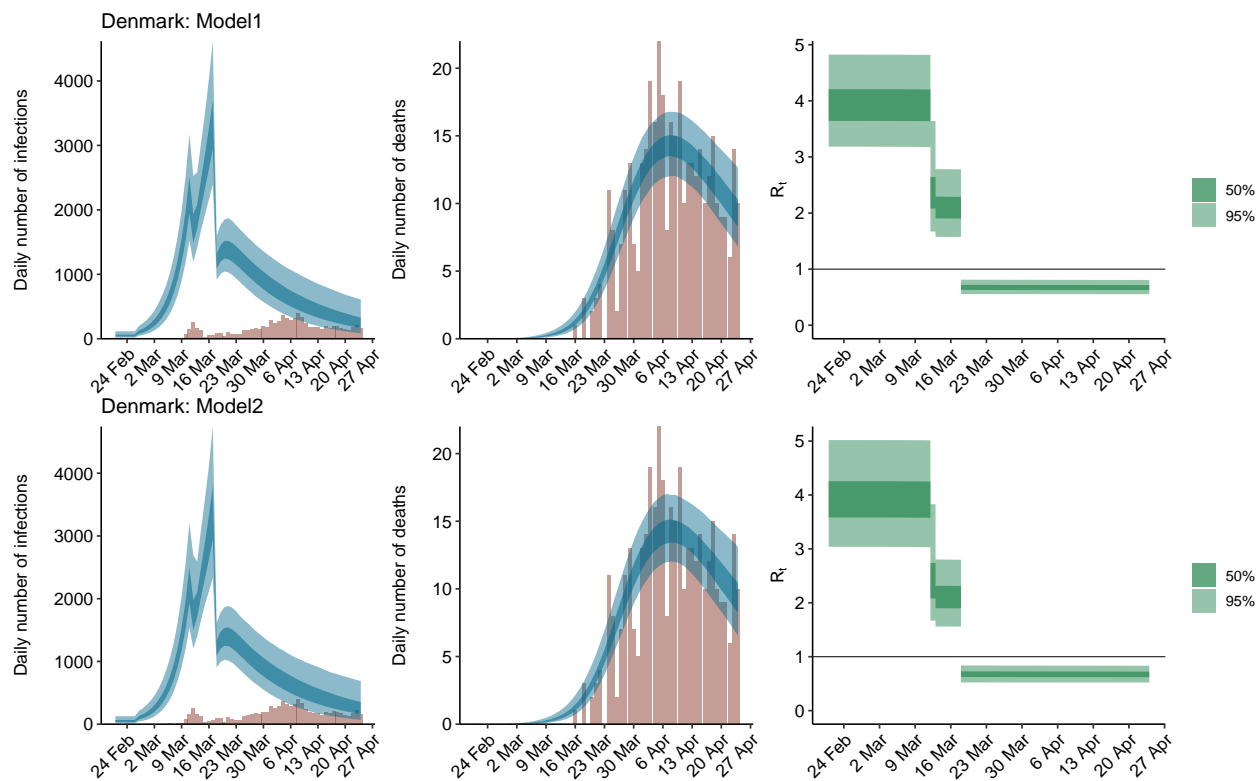 Denmark: Model1
Daily number of infections
0
1000
2000
3000
4000
24 Feb
2 Mar
9 Mar
16 Mar
23 Mar
30 Mar
6 Apr
13 Apr
20 Apr
27 Apr
Daily number of deaths
0
5
10
15
20
24 Feb
2 Mar
9 Mar
16 Mar
23 Mar
30 Mar
6 Apr
13 Apr
20 Apr
27 Apr
Rt
0
1
2
3
4
5
24 Feb
2 Mar
9 Mar
16 Mar
23 Mar
30 Mar
6 Apr
13 Apr
20 Apr
27 Apr
50%
95%
Denmark: Model2
Daily number of infections
0
1000
2000
3000
4000
24 Feb
2 Mar
9 Mar
16 Mar
23 Mar
30 Mar
6 Apr
13 Apr
20 Apr
27 Apr
Daily number of deaths
0
5
10
15
20
24 Feb
2 Mar
9 Mar
16 Mar
23 Mar
30 Mar
6 Apr
13 Apr
20 Apr
27 Apr
Rt
0
1
2
3
4
5
24 Feb
2 Mar
9 Mar
16 Mar
23 Mar
30 Mar
6 Apr
13 Apr
20 Apr
27 Apr
50%
95%